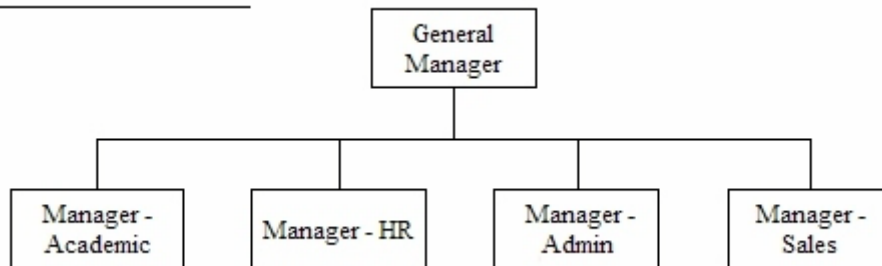 General
Manager
Manager -
Academic
Manager - HR
Manager -
Admin
Manager -
Sales